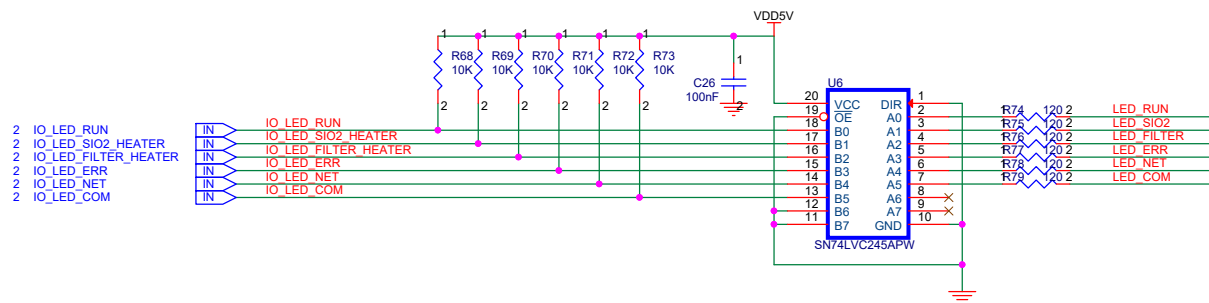 VDD5V
1 1 1 1 1 1
R68 R69 R70 R71 R72 R73
10K 10K 10K 10K 10K 10K
2 2 2 2 2 2
1
C26
100nF
2
U6
20 VCC DIR 1
19 OE A0 2 R74 120 2 LED_RUN
2 IO_LED_RUN IN IO_LED_RUN 18 B0 A1 3 R75 120 2 LED_SIO2
2 IO_LED_SIO2_HEATER IN IO_LED_SIO2_HEATER 17 B1 A2 4 R76 120 2 LED_FILTER
2 IO_LED_FILTER_HEATER IN IO_LED_FILTER_HEATER 16 B2 A3 5 R77 120 2 LED_ERR
2 IO_LED_ERR IN IO_LED_ERR 15 B3 A4 6 R78 120 2 LED_NET
2 IO_LED_NET IN IO_LED_NET 14 B4 A5 7 R79 120 2 LED_COM
2 IO_LED_COM IN IO_LED_COM 13 B5 A6 8
12 B6 A7 9
11 B7 GND 10
SN74LVC245APW